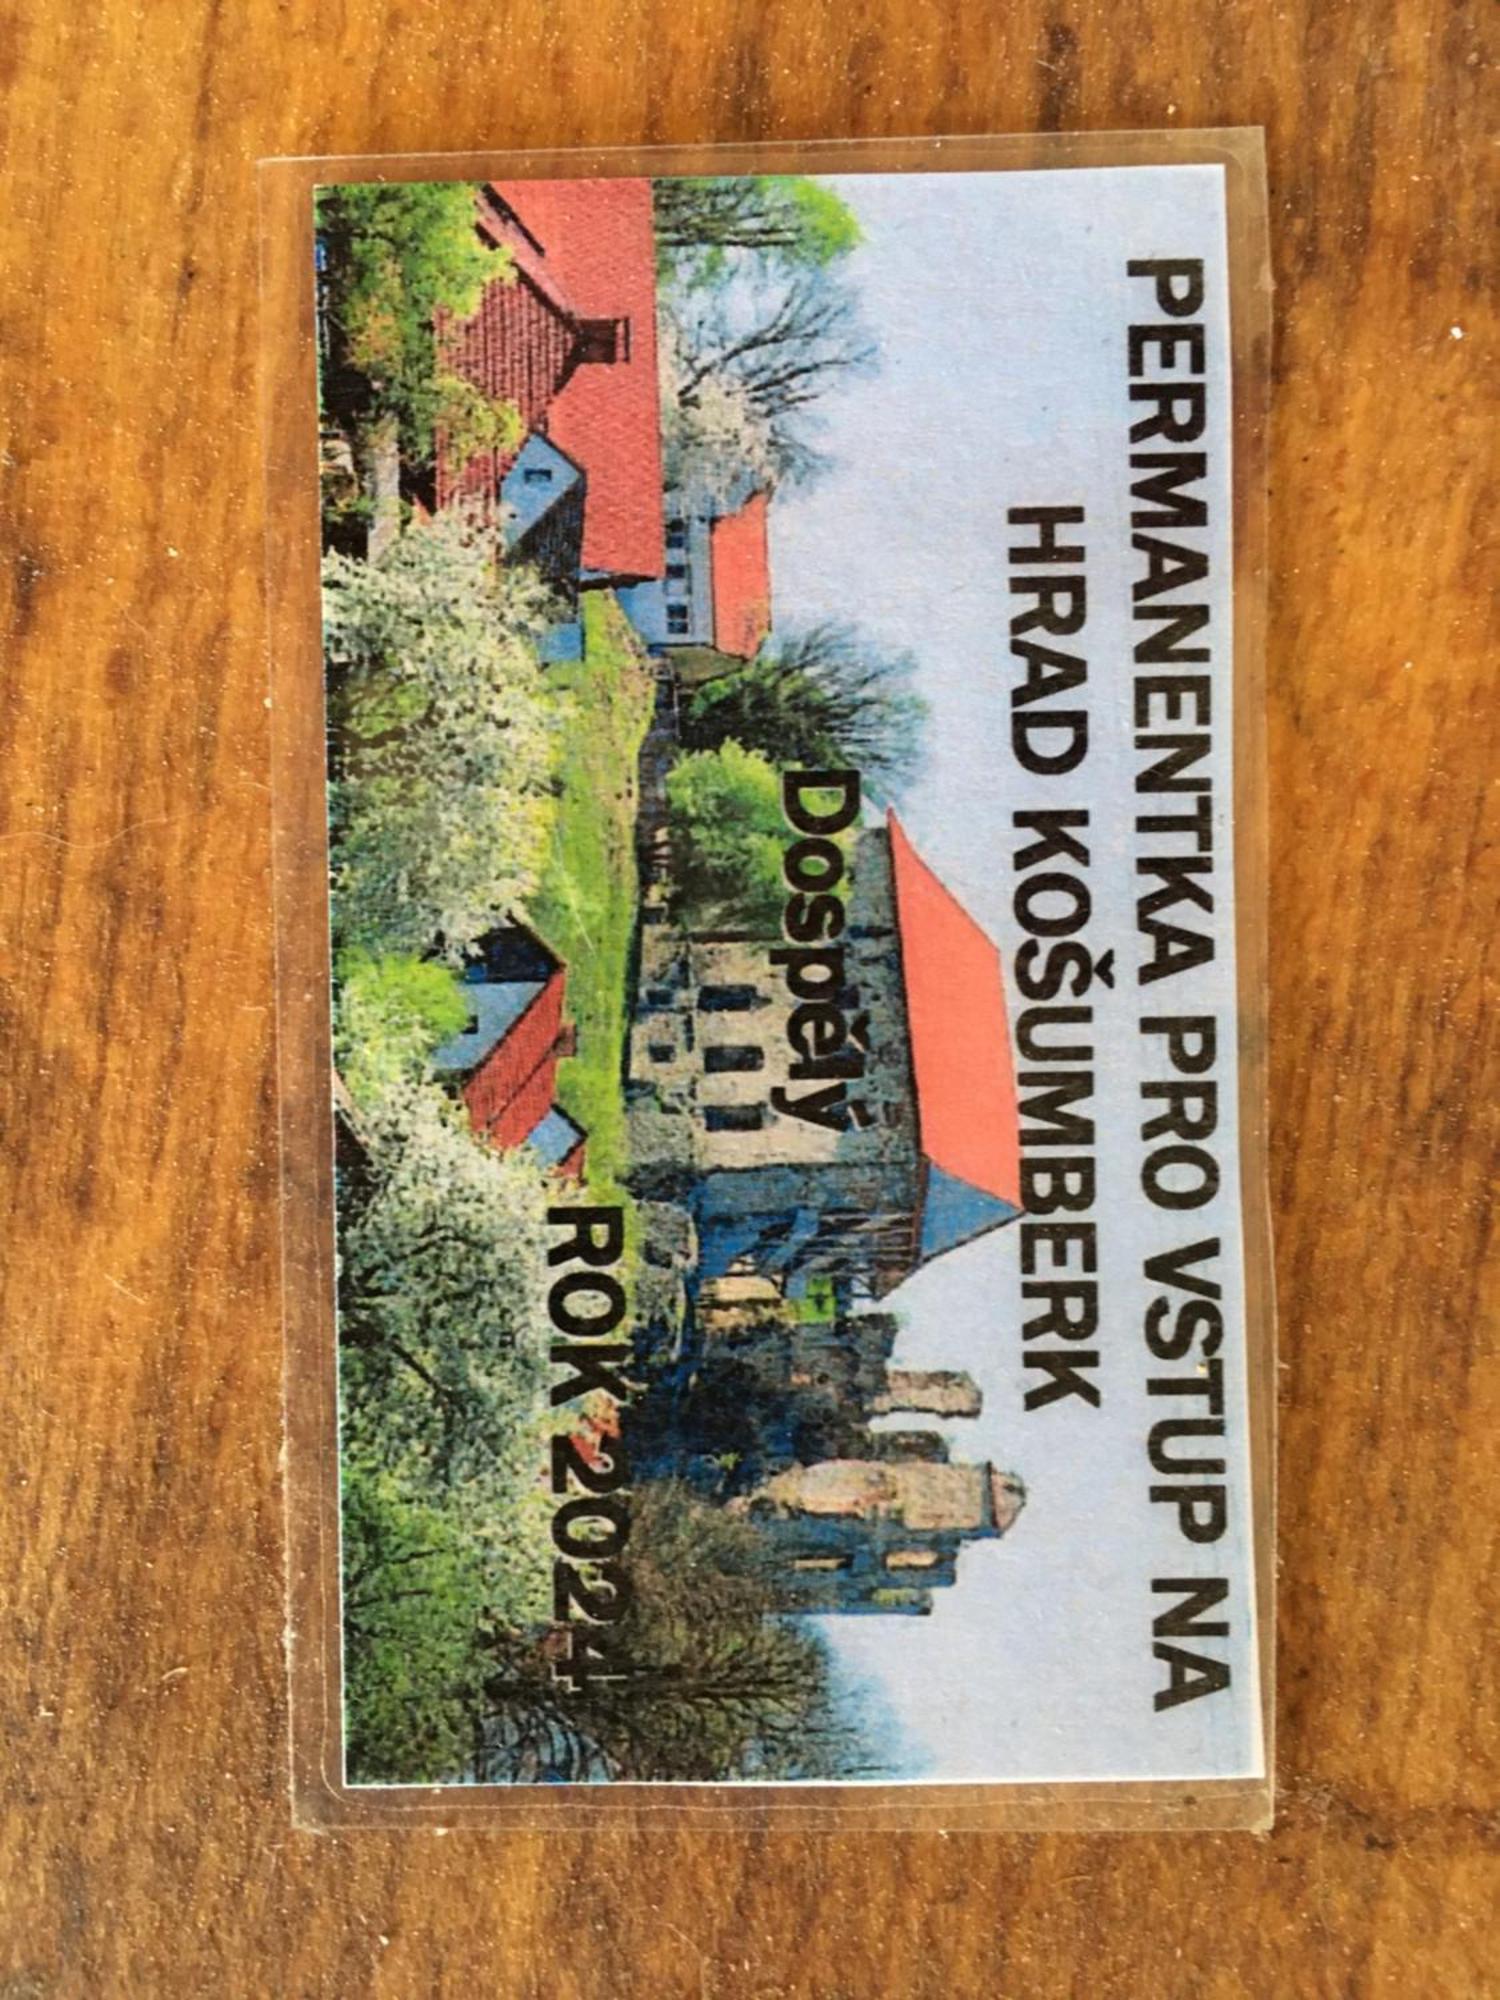 PERMANENTKA PRO VSTUP NA
HRAD KOŠUMBERK
Dospělý
ROK 2024